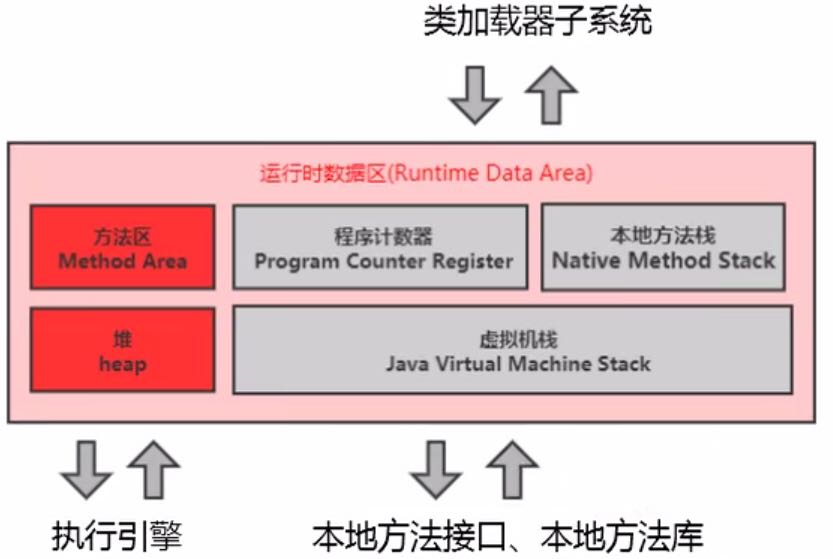 类加载器子系统
运行时数据区(Runtime Data Area)
方法区
Method Area
程序计数器
Program Counter Register
本地方法栈
Native Method Stack
堆
heap
虚拟机栈
Java Virtual Machine Stack
执行引擎
本地方法接口、本地方法库